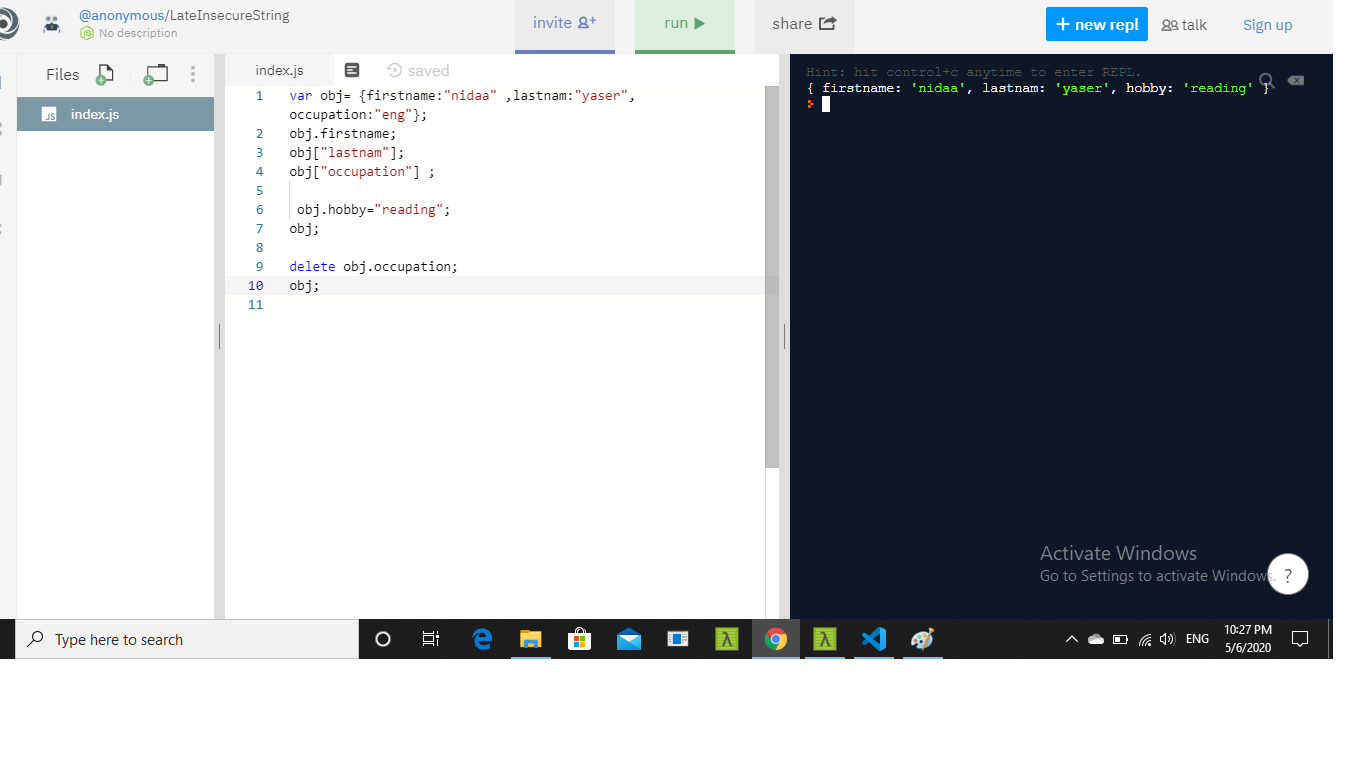 @anonymous/LateInsecureString
No description
invite
run
share
+ new repl
talk
Sign up
Files
index.js
saved
JS index.js
1 var obj= {firstname:"nidaa" ,lastnam:"yaser",
occupation:"eng"};
2 obj.firstname;
3 obj["lastnam"];
4 obj["occupation"] ;
5
6 obj.hobby="reading";
7 obj;
8
9 delete obj.occupation;
10 obj;
11
Hint: hit control+c anytime to enter REPL.
{ firstname: 'nidaa', lastnam: 'yaser', hobby: 'reading' }
>
Activate Windows
Go to Settings to activate Windows.
?
Type here to search
ENG
10:27 PM
5/6/2020